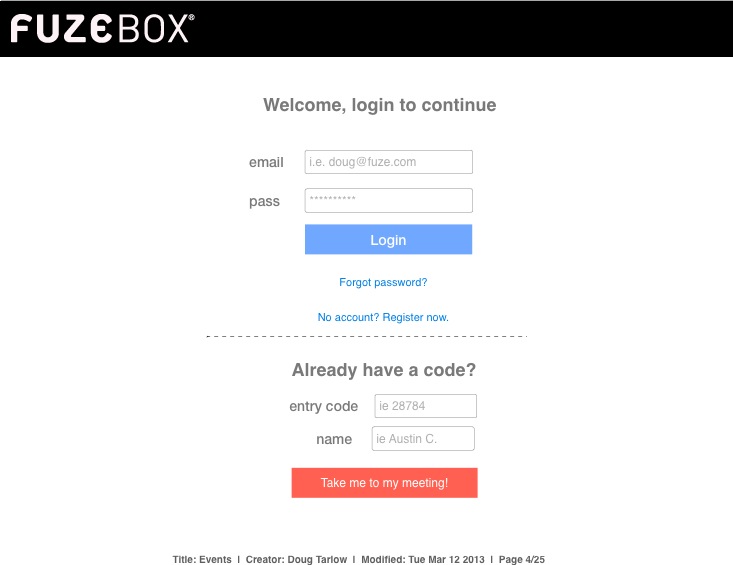 FUZEBOX®
Welcome, login to continue
email i.e. doug@fuze.com
pass **********
Login
Forgot password?
No account? Register now.
Already have a code?
entry code ie 28784
name ie Austin C.
Take me to my meeting!
Title: Events | Creator: Doug Tarlow | Modified: Tue Mar 12 2013 | Page 4/25